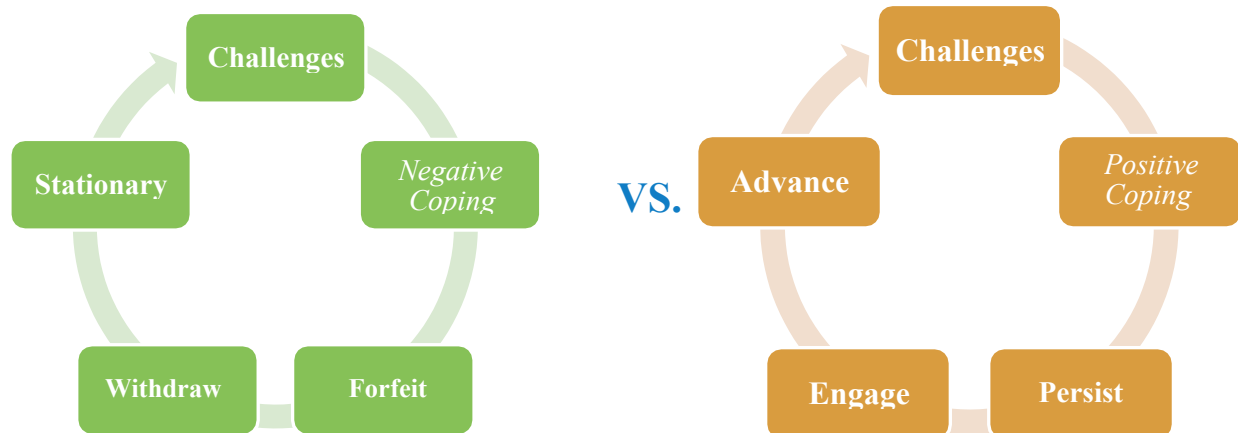 Challenges
Negative
Coping
Forfeit
Withdraw
Stationary
VS.
Challenges
Positive
Coping
Persist
Engage
Advance